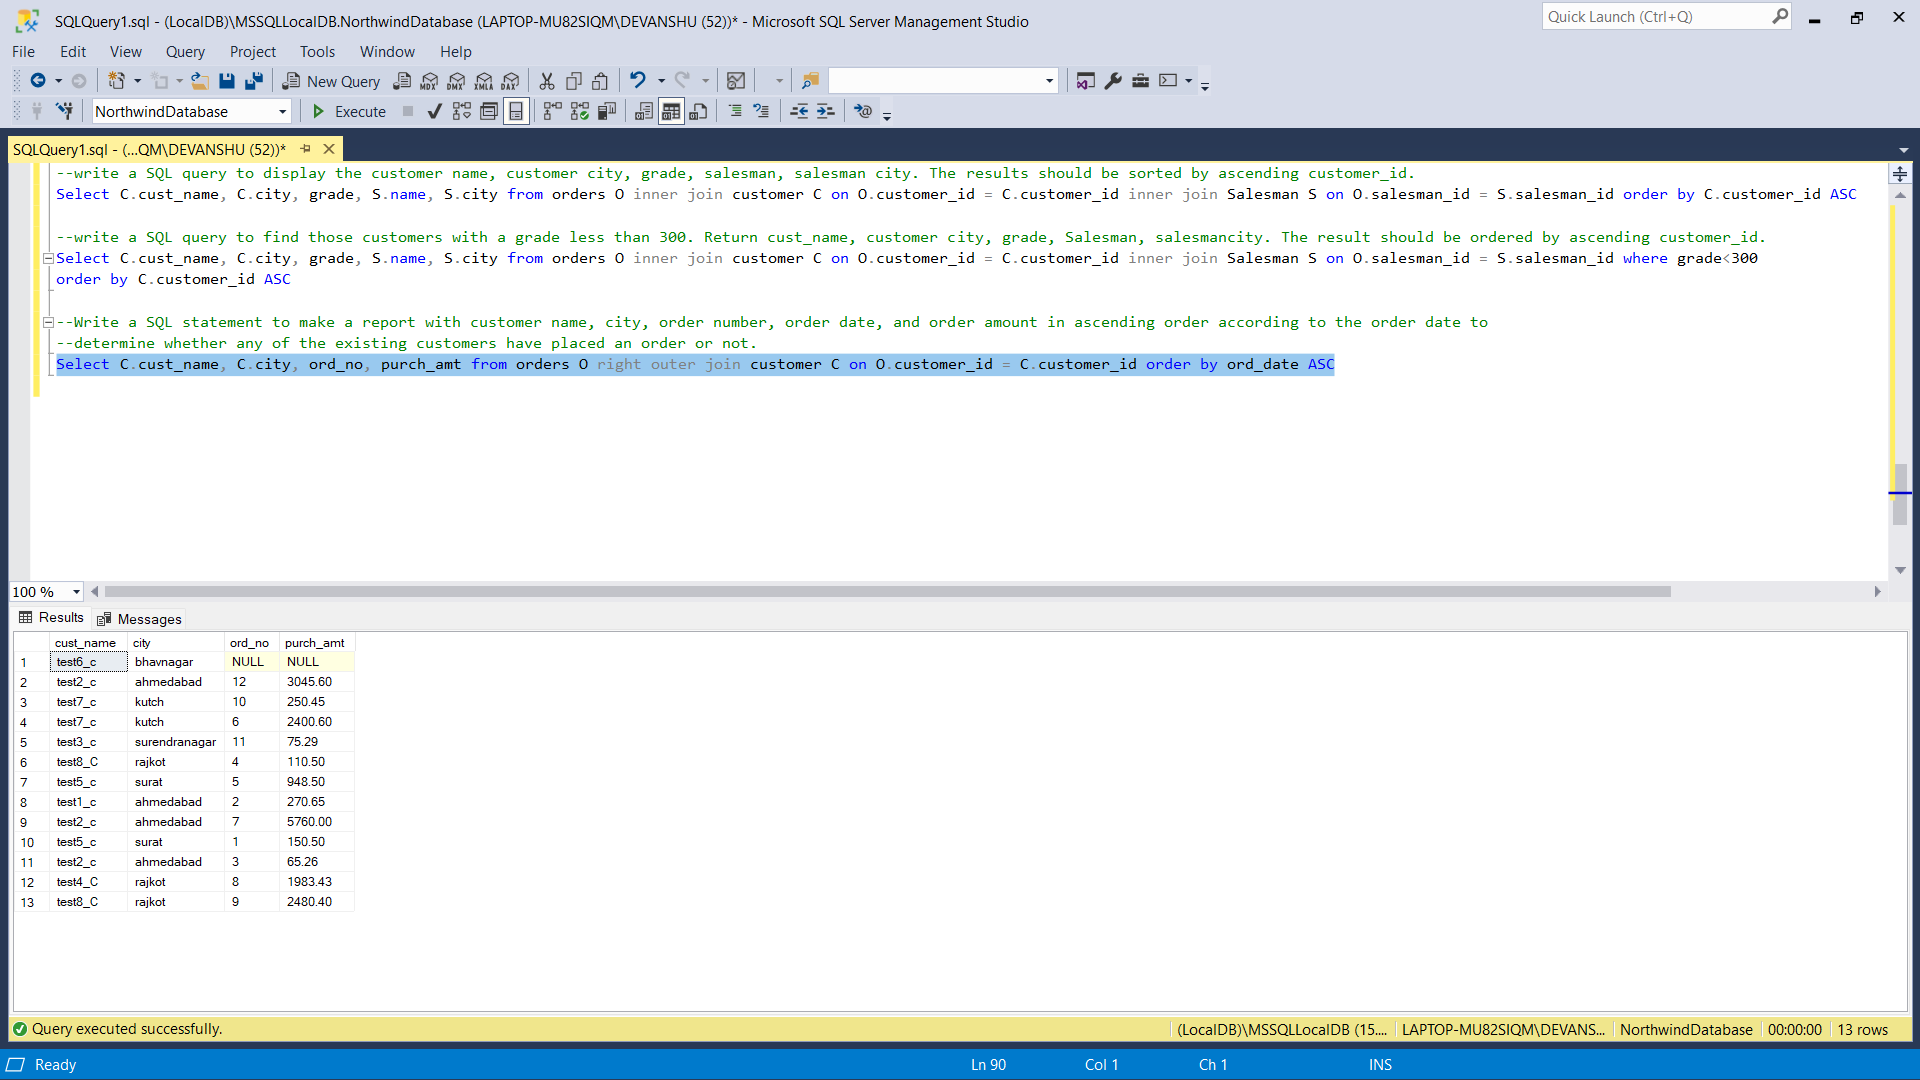 SQLQuery1.sql - (LocalDB)\MSSQLLocalDB.NorthwindDatabase (LAPTOP-MU82SIQM\DEVANSHU (52))* - Microsoft SQL Server Management Studio
Quick Launch (Ctrl+Q)
File Edit View Query Project Tools Window Help
New Query MDX DMX XMLA DAX
NorthwindDatabase Execute
SQLQuery1.sql - (...QM\DEVANSHU (52))*
--write a SQL query to display the customer name, customer city, grade, salesman, salesman city. The results should be sorted by ascending customer_id.
Select C.cust_name, C.city, grade, S.name, S.city from orders O inner join customer C on O.customer_id = C.customer_id inner join Salesman S on O.salesman_id = S.salesman_id order by C.customer_id ASC
--write a SQL query to find those customers with a grade less than 300. Return cust_name, customer city, grade, Salesman, salesmancity. The result should be ordered by ascending customer_id.
Select C.cust_name, C.city, grade, S.name, S.city from orders O inner join customer C on O.customer_id = C.customer_id inner join Salesman S on O.salesman_id = S.salesman_id where grade<300
order by C.customer_id ASC
--Write a SQL statement to make a report with customer name, city, order number, order date, and order amount in ascending order according to the order date to
--determine whether any of the existing customers have placed an order or not.
Select C.cust_name, C.city, ord_no, purch_amt from orders O right outer join customer C on O.customer_id = C.customer_id order by ord_date ASC
100 %
Results Messages
cust_name city ord_no purch_amt
1 test6_c bhavnagar NULL NULL
2 test2_c ahmedabad 12 3045.60
3 test7_c kutch 10 250.45
4 test7_c kutch 6 2400.60
5 test3_c surendranagar 11 75.29
6 test8_C rajkot 4 110.50
7 test5_c surat 5 948.50
8 test1_c ahmedabad 2 270.65
9 test2_c ahmedabad 7 5760.00
10 test5_c surat 1 150.50
11 test2_c ahmedabad 3 65.26
12 test4_C rajkot 8 1983.43
13 test8_C rajkot 9 2480.40
Query executed successfully. (LocalDB)\MSSQLLocalDB (15.... LAPTOP-MU82SIQM\DEVANS... NorthwindDatabase 00:00:00 13 rows
Ready Ln 90 Col 1 Ch 1 INS